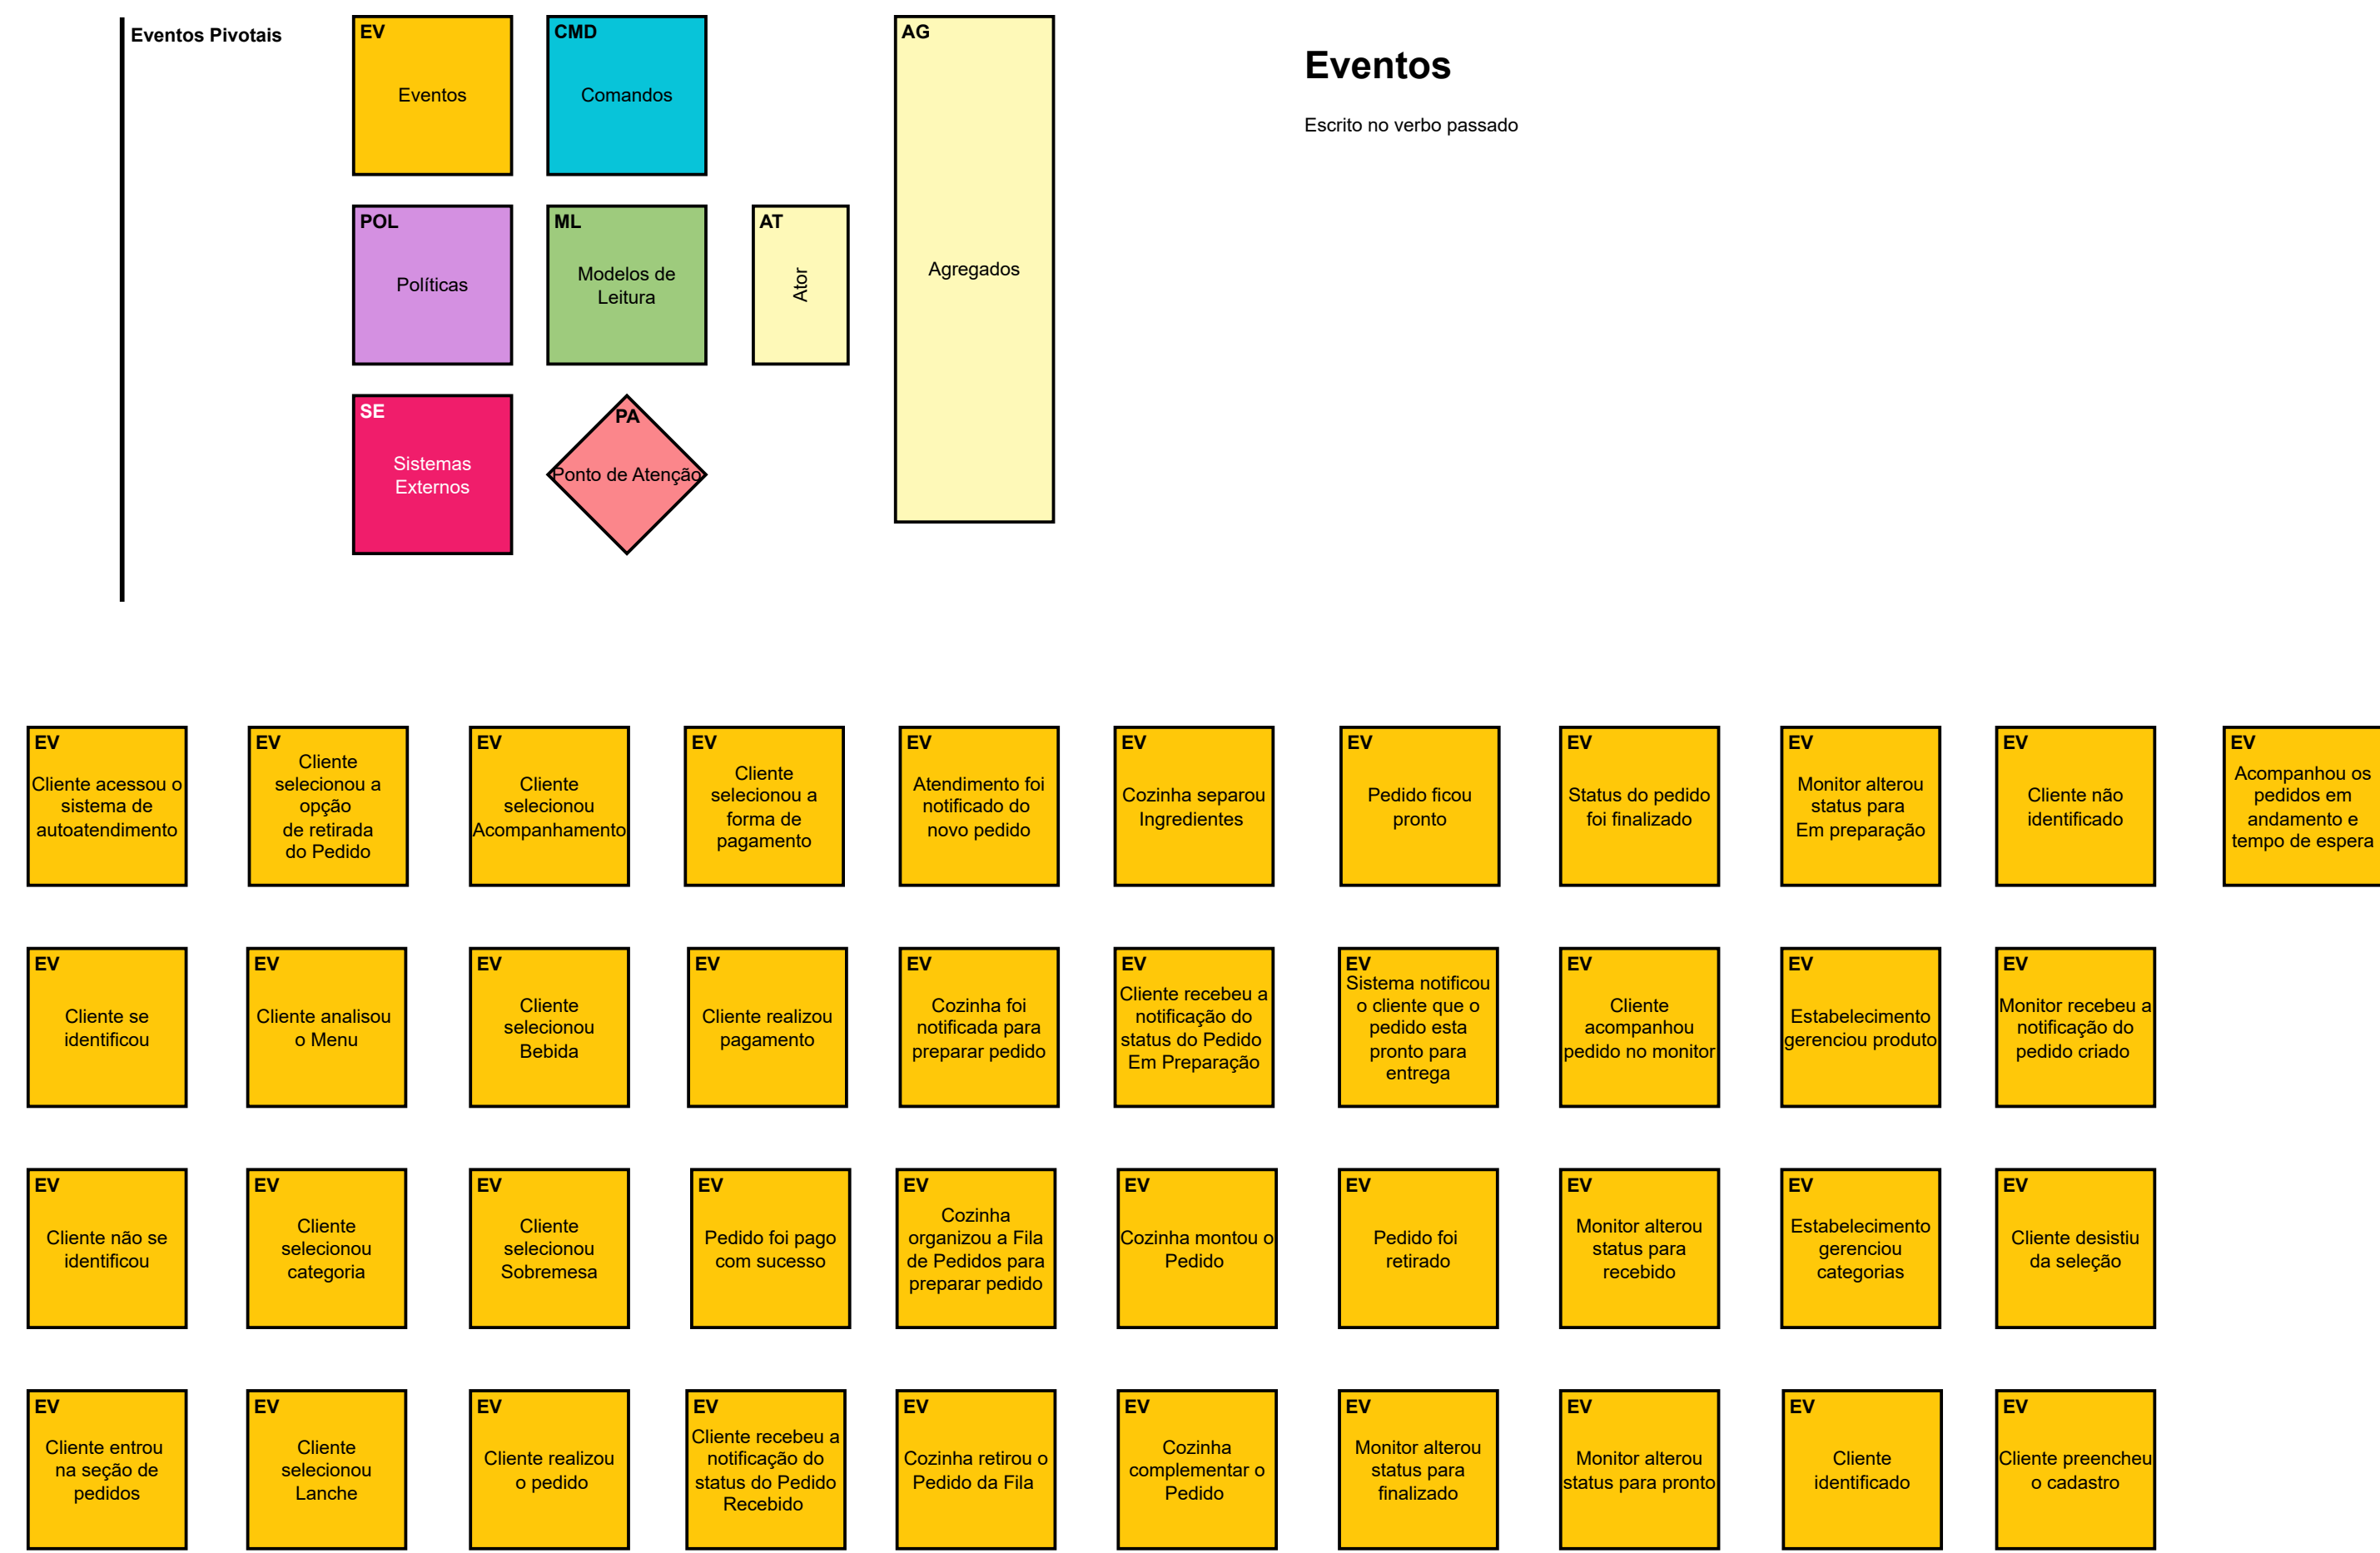 Eventos Pivotais
EV
Eventos
CMD
Comandos
AG
Agregados
Eventos
Escrito no verbo passado
POL
Políticas
ML
Modelos de
Leitura
AT
Ator
SE
Sistemas
Externos
PA
Ponto de Atenção
EV
Cliente acessou o
sistema de
autoatendimento
EV
Cliente
selecionou a
opção
de retirada
do Pedido
EV
Cliente
selecionou
Acompanhamento
EV
Cliente
selecionou a
forma de
pagamento
EV
Atendimento foi
notificado do
novo pedido
EV
Cozinha separou
Ingredientes
EV
Pedido ficou
pronto
EV
Status do pedido
foi finalizado
EV
Monitor alterou
status para
Em preparação
EV
Cliente não
identificado
EV
Acompanhou os
pedidos em
andamento e
tempo de espera
EV
Cliente se
identificou
EV
Cliente analisou
o Menu
EV
Cliente
selecionou
Bebida
EV
Cliente realizou
pagamento
EV
Cozinha foi
notificada para
preparar pedido
EV
Cliente recebeu a
notificação do
status do Pedido
Em Preparação
EV
Sistema notificou
o cliente que o
pedido esta
pronto para
entrega
EV
Cliente
acompanhou
pedido no monitor
EV
Estabelecimento
gerenciou produto
EV
Monitor recebeu a
notificação do
pedido criado
EV
Cliente não se
identificou
EV
Cliente
selecionou
categoria
EV
Cliente
selecionou
Sobremesa
EV
Pedido foi pago
com sucesso
EV
Cozinha
organizou a Fila
de Pedidos para
preparar pedido
EV
Cozinha montou o
Pedido
EV
Pedido foi
retirado
EV
Monitor alterou
status para
recebido
EV
Estabelecimento
gerenciou
categorias
EV
Cliente desistiu
da seleção
EV
Cliente entrou
na seção de
pedidos
EV
Cliente
selecionou
Lanche
EV
Cliente realizou
o pedido
EV
Cliente recebeu a
notificação do
status do Pedido
Recebido
EV
Cozinha retirou o
Pedido da Fila
EV
Cozinha
complementar o
Pedido
EV
Monitor alterou
status para
finalizado
EV
Monitor alterou
status para pronto
EV
Cliente
identificado
EV
Cliente preencheu
o cadastro